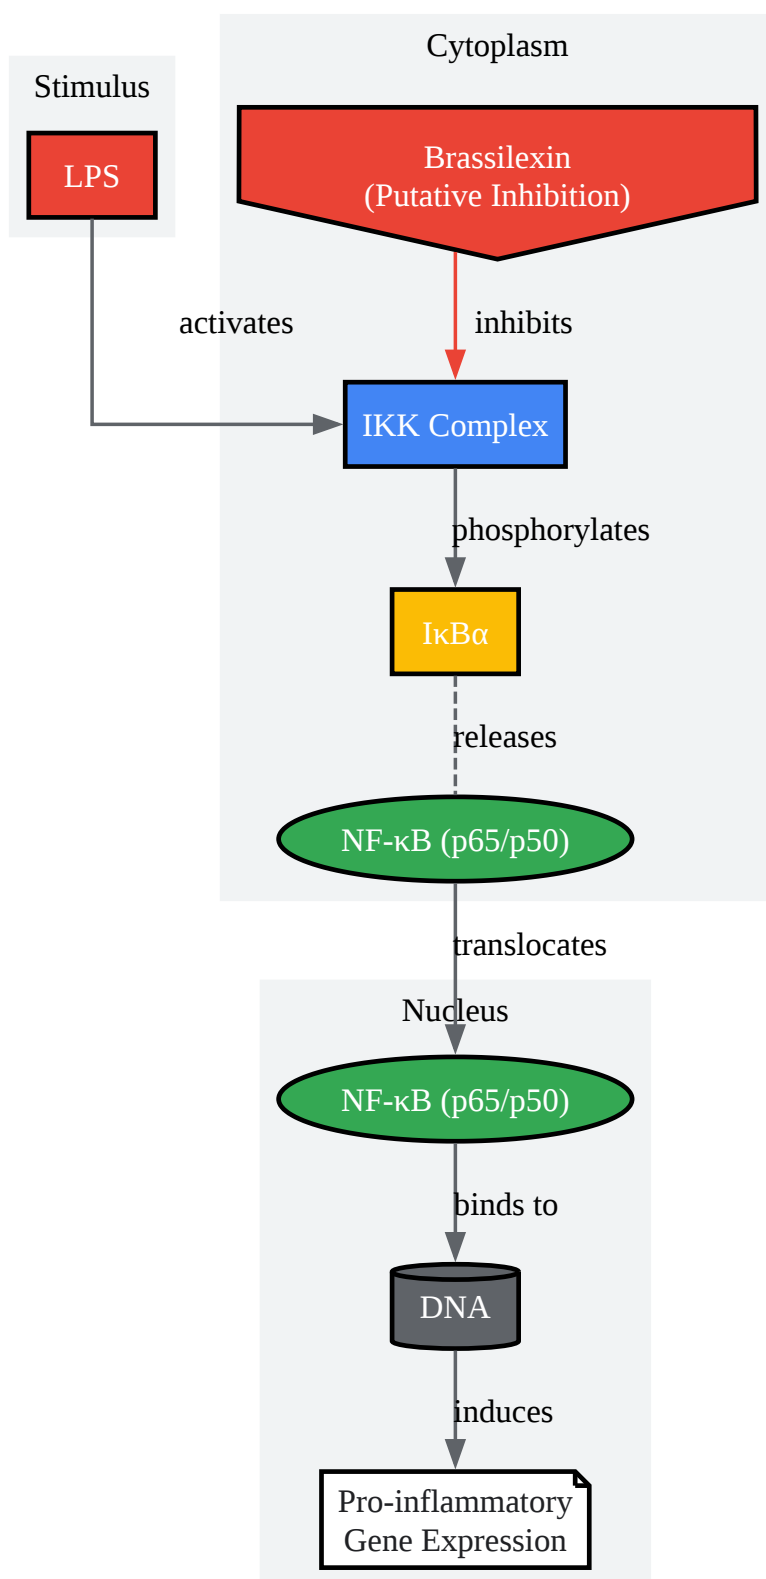 Cytoplasm
Stimulus
LPS
Brassilexin
(Putative Inhibition)
activates
inhibits
IKK Complex
phosphorylates
IκBα
releases
NF-κB (p65/p50)
translocates
Nucleus
NF-κB (p65/p50)
binds to
DNA
induces
Pro-inflammatory
Gene Expression